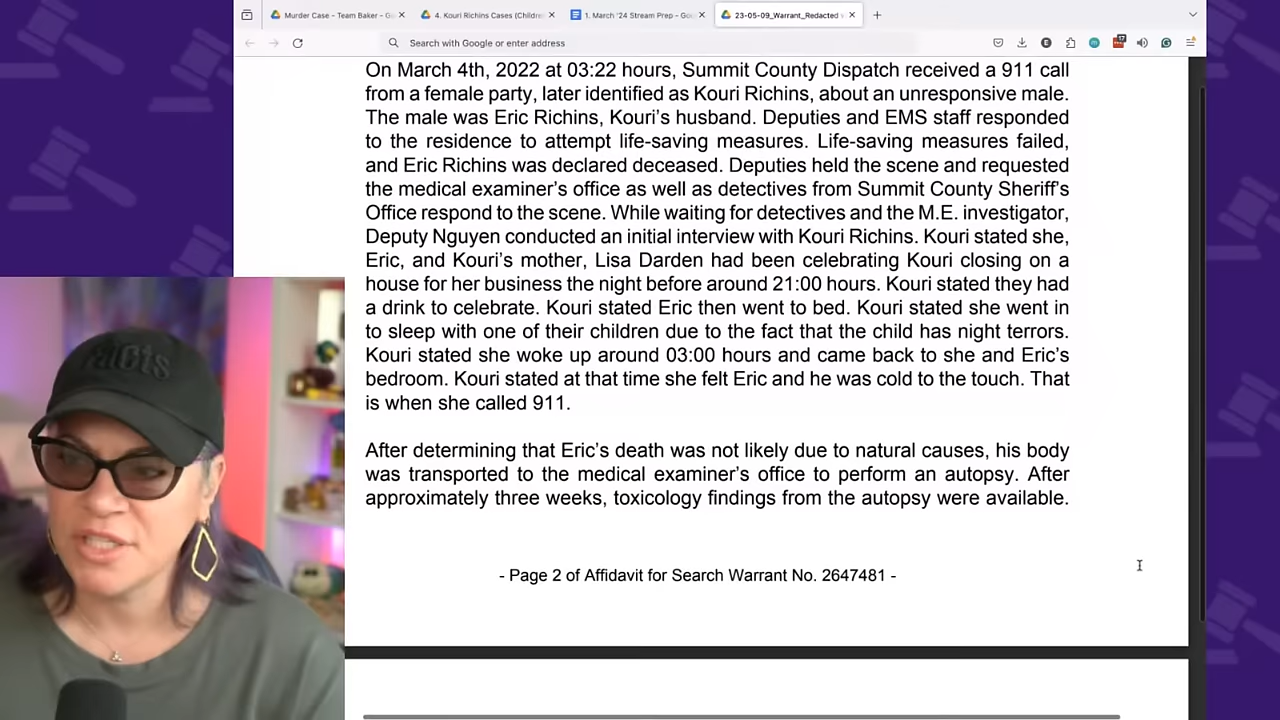 Murder Case – Team Baker – G
4. Kouri Richins Cases (Childre
1. March '24 Stream Prep – Goo
23-05-09_Warrant_Redacted
Search with Google or enter address
17
On March 4th, 2022 at 03:22 hours, Summit County Dispatch received a 911 call
from a female party, later identified as Kouri Richins, about an unresponsive male.
The male was Eric Richins, Kouri's husband. Deputies and EMS staff responded
to the residence to attempt life-saving measures. Life-saving measures failed,
and Eric Richins was declared deceased. Deputies held the scene and requested
the medical examiner's office as well as detectives from Summit County Sheriff's
Office respond to the scene. While waiting for detectives and the M.E. investigator,
Deputy Nguyen conducted an initial interview with Kouri Richins. Kouri stated she,
Eric, and Kouri's mother, Lisa Darden had been celebrating Kouri closing on a
house for her business the night before around 21:00 hours. Kouri stated they had
a drink to celebrate. Kouri stated Eric then went to bed. Kouri stated she went in
to sleep with one of their children due to the fact that the child has night terrors.
Kouri stated she woke up around 03:00 hours and came back to she and Eric's
bedroom. Kouri stated at that time she felt Eric and he was cold to the touch. That
is when she called 911.
After determining that Eric's death was not likely due to natural causes, his body
was transported to the medical examiner's office to perform an autopsy. After
approximately three weeks, toxicology findings from the autopsy were available.
- Page 2 of Affidavit for Search Warrant No. 2647481 -
facts